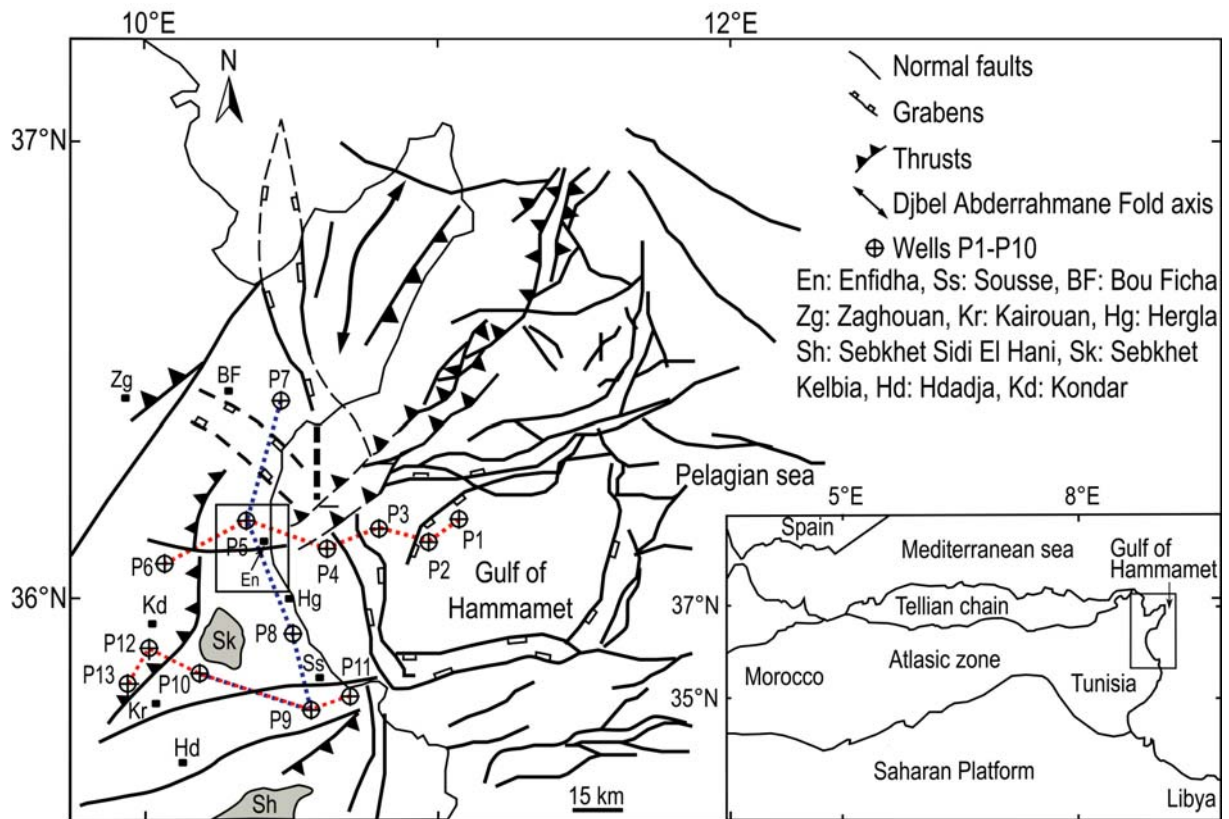 10°E
12°E
N
37°N
36°N
Normal faults
Grabens
Thrusts
Djbel Abderrahmane Fold axis
Wells P1-P10
En: Enfidha, Ss: Sousse, BF: Bou Ficha
Zg: Zaghouan, Kr: Kairouan, Hg: Hergla
Sh: Sebkhet Sidi El Hani, Sk: Sebkhet
Kelbia, Hd: Hdadja, Kd: Kondar
Zg
BF
P7
Pelagian sea
P3
P1
P5
P4
P2
P6
En
Gulf of
Hammamet
Hg
Kd
P8
Sk
P12
Ss
P11
P13
P10
Kr
P9
Hd
Sh
15 km
5°E
8°E
Spain
Mediterranean sea
Gulf of
Hammamet
37°N
Tellian chain
Morocco
Atlasic zone
Tunisia
35°N
Saharan Platform
Libya